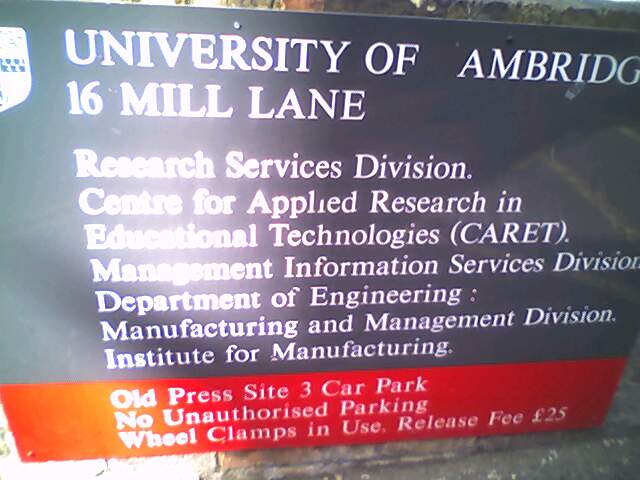 UNIVERSITY OF AMBRIDG
16 MILL LANE
Research Services Division.
Centre for Applied Research in
Educational Technologies (CARET).
Management Information Services Division
Department of Engineering :
Manufacturing and Management Division.
Institute for Manufacturing.
Old Press Site 3 Car Park
No Unauthorised Parking
Wheel Clamps in Use. Release Fee £25